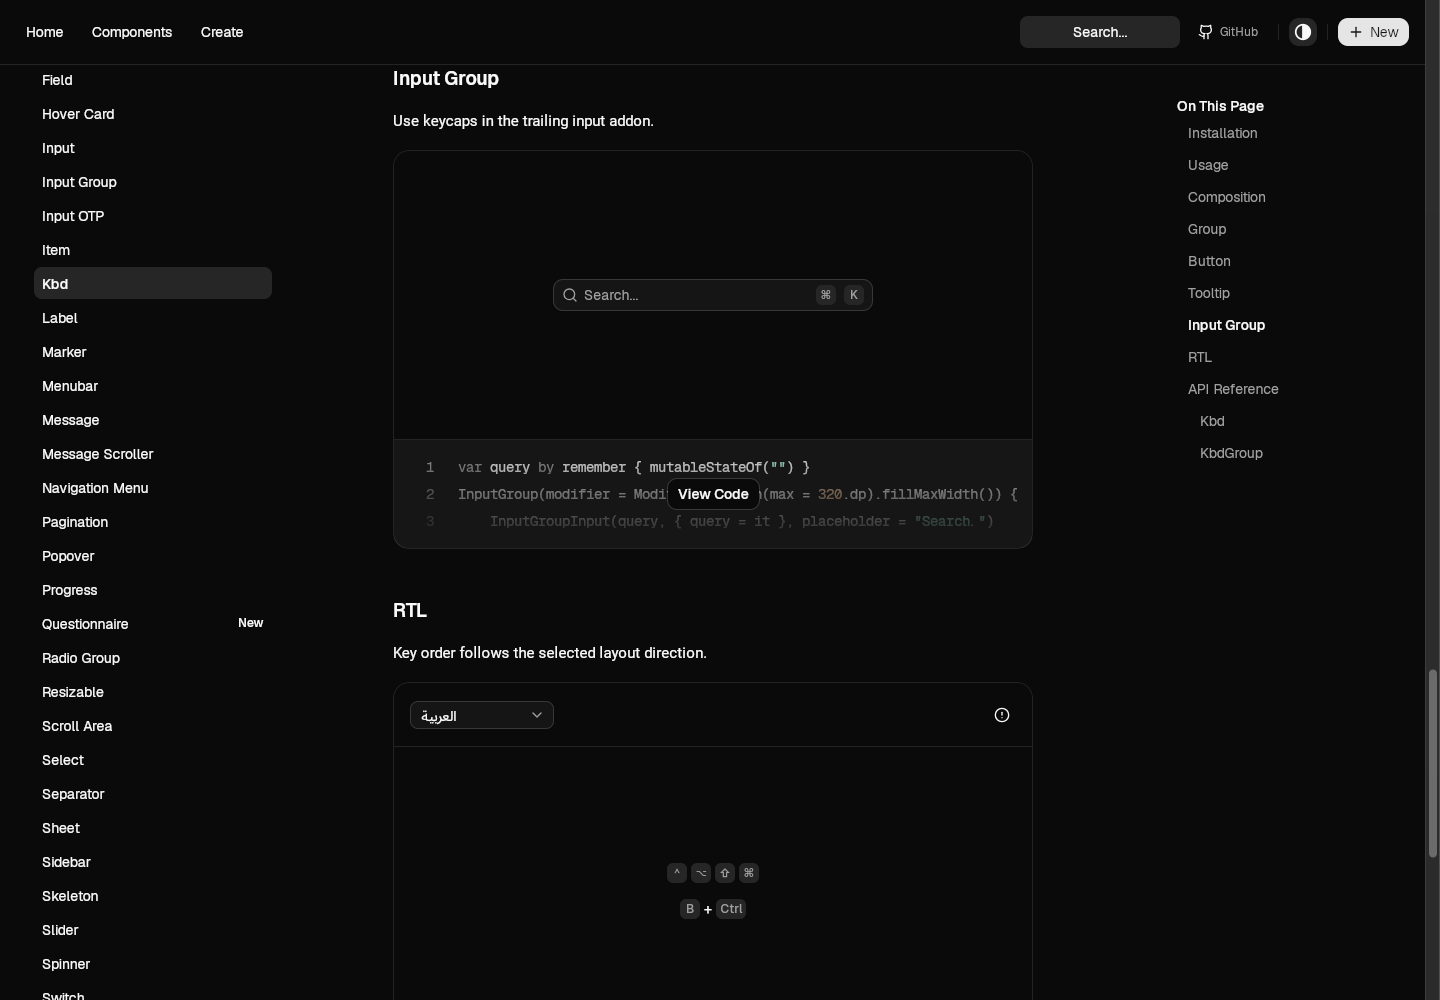 Home
Components
Create
Search...
GitHub
New
Field
Hover Card
Input
Input Group
Input OTP
Item
Kbd
Label
Marker
Menubar
Message
Message Scroller
Navigation Menu
Pagination
Popover
Progress
Questionnaire New
Radio Group
Resizable
Scroll Area
Select
Separator
Sheet
Sidebar
Skeleton
Slider
Spinner
Switch
Input Group
Use keycaps in the trailing input addon.
Search... ⌘ K
1 var query by remember { mutableStateOf("") }
2 InputGroup(modifier = (max = 320.dp).fillMaxWidth()) {
View Code
3 InputGroupInput(query, { query = it }, placeholder = "Search.")
RTL
Key order follows the selected layout direction.
العربية
^ ⌥ ⇧ ⌘
B + Ctrl
On This Page
Installation
Usage
Composition
Group
Button
Tooltip
Input Group
RTL
API Reference
Kbd
KbdGroup